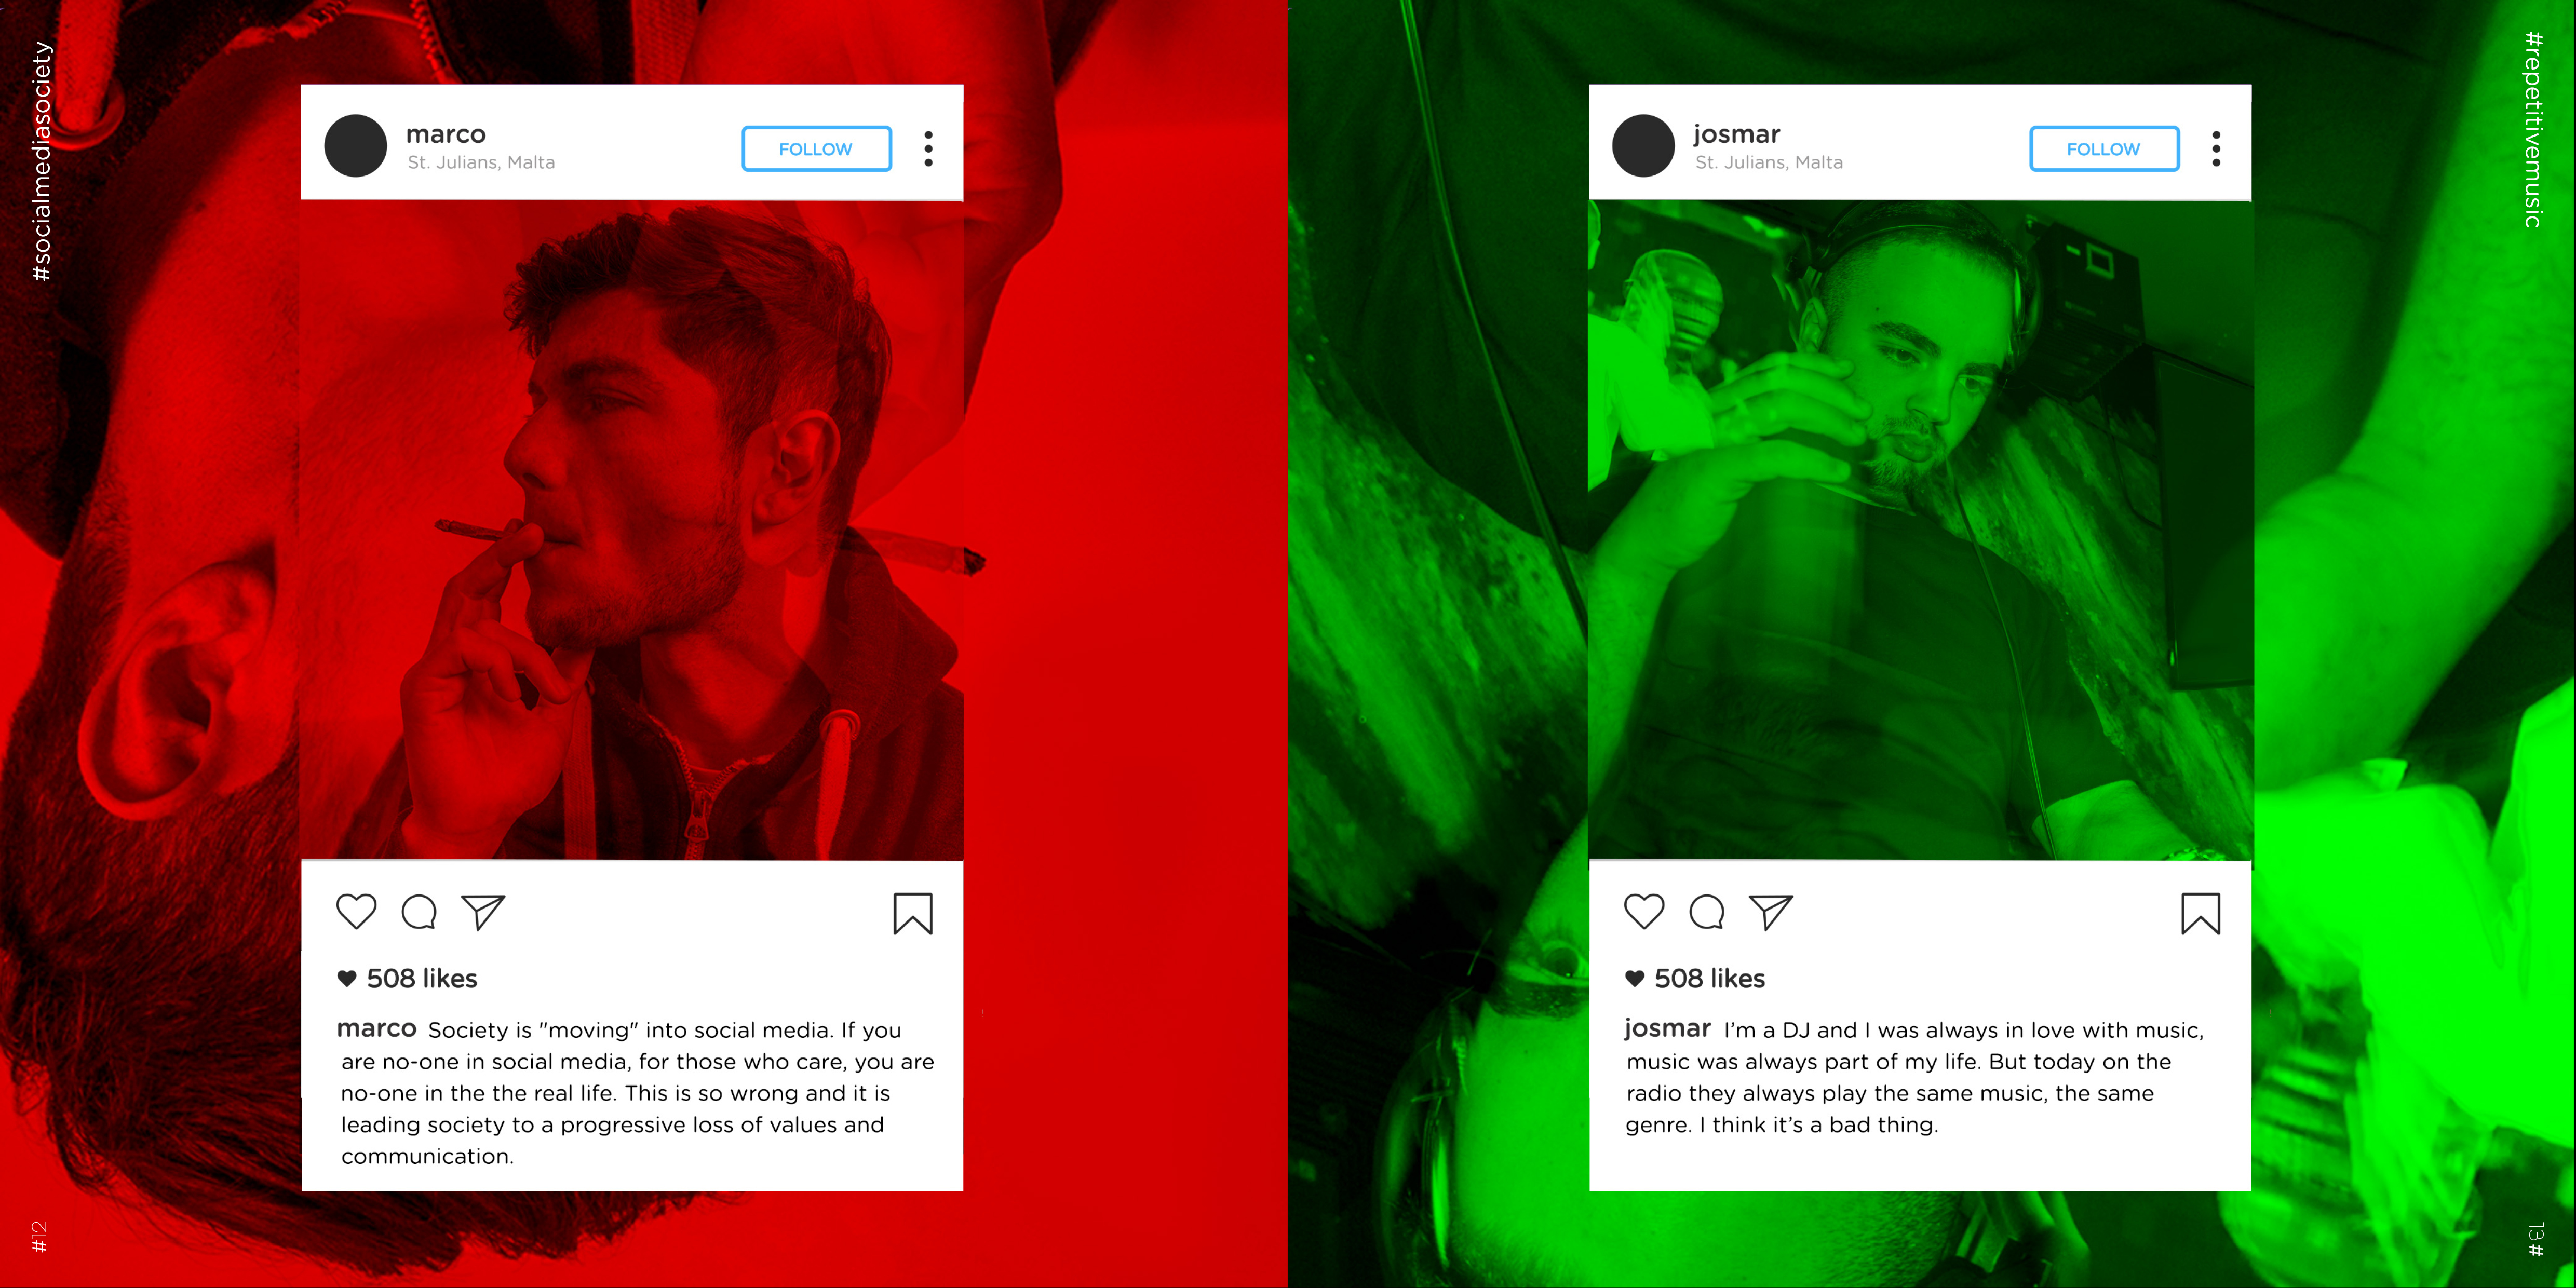 #socialmediasociety
marco
St. Julians, Malta
FOLLOW
508 likes
marco Society is "moving" into social media. If you
are no-one in social media, for those who care, you are
no-one in the the real life. This is so wrong and it is
leading society to a progressive loss of values and
communication.
#12
#repetitivemusic
josmar
St. Julians, Malta
FOLLOW
508 likes
josmar I’m a DJ and I was always in love with music,
music was always part of my life. But today on the
radio they always play the same music, the same
genre. I think it’s a bad thing.
13#